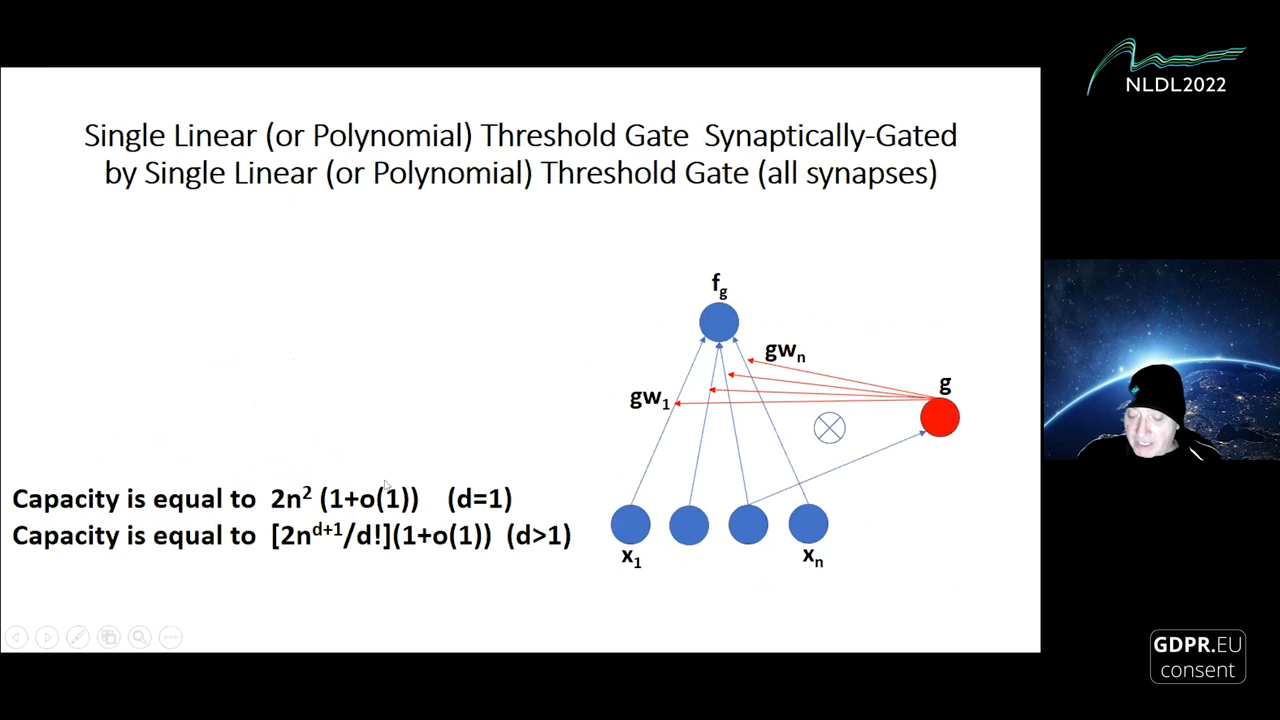 NLDL2022
Single Linear (or Polynomial) Threshold Gate Synaptically-Gated
by Single Linear (or Polynomial) Threshold Gate (all synapses)
f_g
gw_n
g
gw_1
Capacity is equal to 2n² (1+o(1)) (d=1)
Capacity is equal to [2n^{d+1}/d!](1+o(1)) (d>1)
x_1
x_n
GDPR.EU
consent